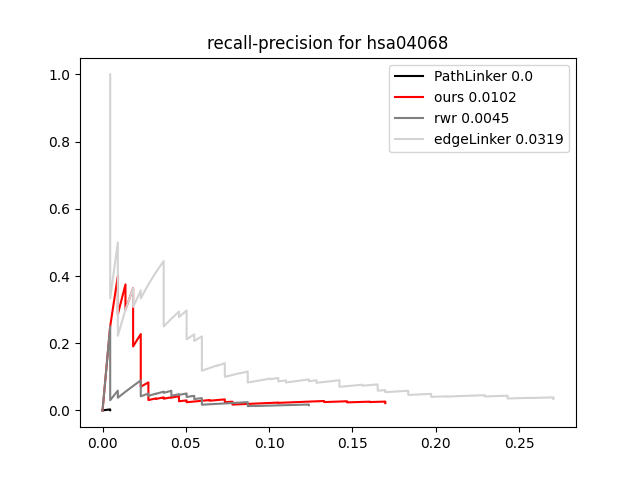 recall-precision for hsa04068
PathLinker 0.0
ours 0.0102
rwr 0.0045
edgeLinker 0.0319
1.0
0.8
0.6
0.4
0.2
0.0
0.00 0.05 0.10 0.15 0.20 0.25